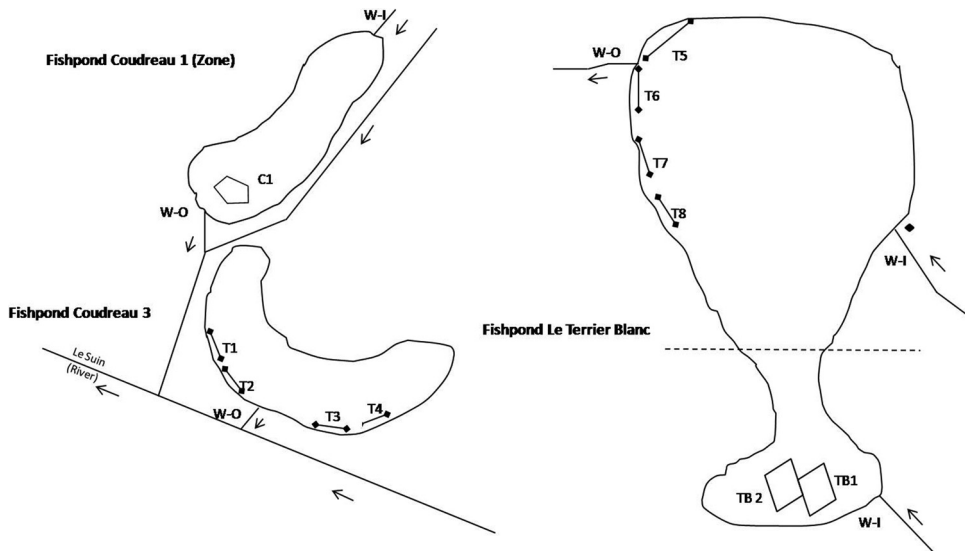 W-I
Fishpond Coudreau 1 (Zone)
C1
W-O
Fishpond Coudreau 3
Le Suin
(River)
T1
T2
W-O
T3
T4
W-O
T5
T6
T7
T8
W-I
Fishpond Le Terrier Blanc
TB 2
TB1
W-I